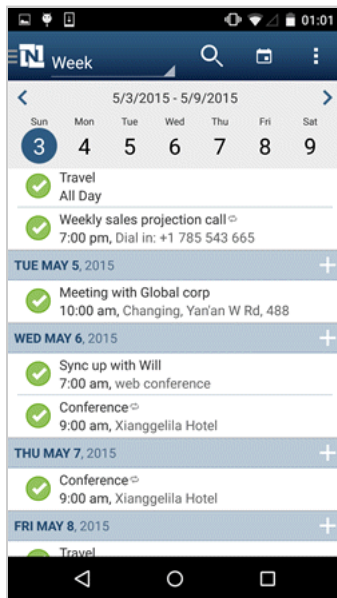 01:01
N Week
5/3/2015 - 5/9/2015
Sun Mon Tue Wed Thu Fri Sat
3 4 5 6 7 8 9
Travel
All Day
Weekly sales projection call
7:00 pm, Dial in: +1 785 543 665
TUE MAY 5, 2015
Meeting with Global corp
10:00 am, Changing, Yan'an W Rd, 488
WED MAY 6, 2015
Sync up with Will
7:00 am, web conference
Conference
9:00 am, Xianggelila Hotel
THU MAY 7, 2015
Conference
9:00 am, Xianggelila Hotel
FRI MAY 8, 2015
Travel